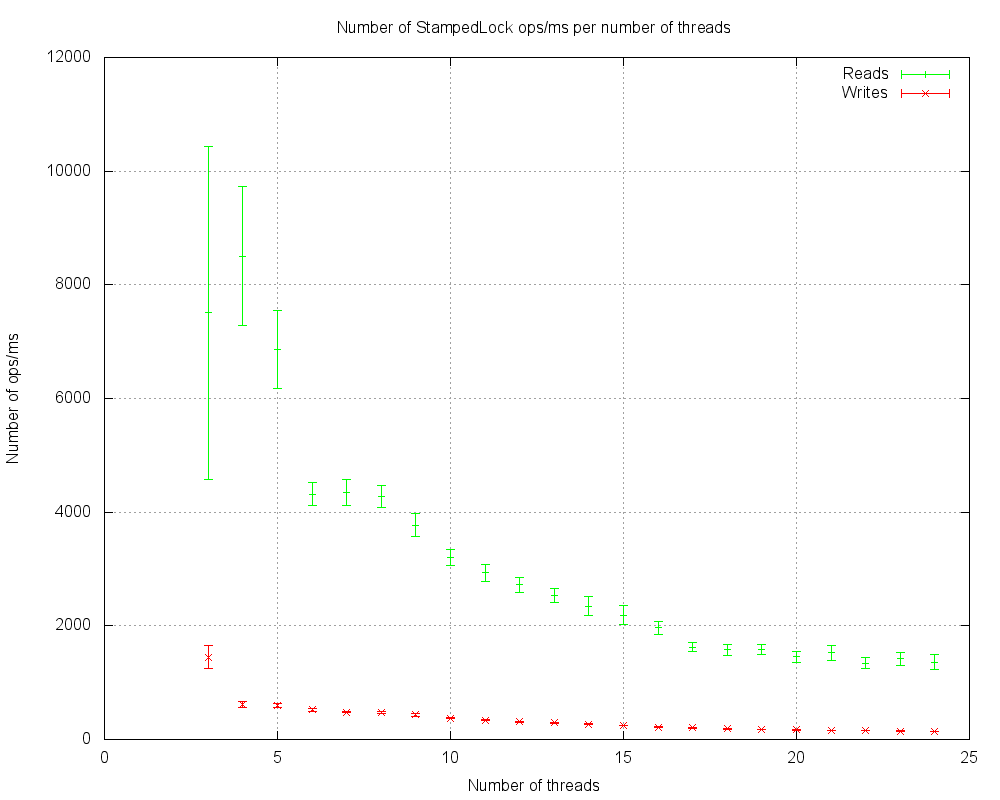 Number of StampedLock ops/ms per number of threads
Reads
Writes
12000
10000
8000
6000
4000
2000
0
Number of ops/ms
0 5 10 15 20 25
Number of threads